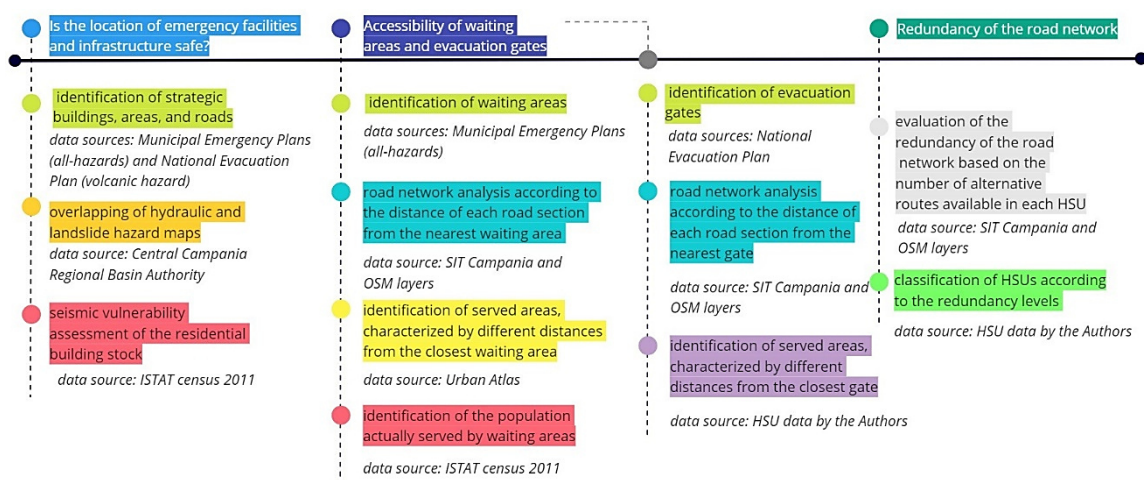 Is the location of emergency facilities
and infrastructure safe?
identification of strategic
buildings, areas, and roads
data sources: Municipal Emergency Plans
(all-hazards) and National Evacuation
Plan (volcanic hazard)
overlapping of hydraulic and
landslide hazard maps
data source: Central Campania
Regional Basin Authority
seismic vulnerability
assessment of the residential
building stock
data source: ISTAT census 2011
Accessibility of waiting
areas and evacuation gates
identification of waiting areas
data sources: Municipal Emergency Plans
(all-hazards)
road network analysis according to
the distance of each road section
from the nearest waiting area
data source: SIT Campania and
OSM layers
identification of served areas,
characterized by different distances
from the closest waiting area
data source: Urban Atlas
identification of the population
actually served by waiting areas
data source: ISTAT census 2011
identification of evacuation
gates
data sources: National
Evacuation Plan
road network analysis
according to the distance of
each road section from the
nearest gate
data source: SIT Campania and
OSM layers
identification of served areas,
characterized by different
distances from the closest gate
data source: HSU data by the Authors
Redundancy of the road network
evaluation of the
redundancy of the road
network based on the
number of alternative
routes available in each HSU
data source: SIT Campania and
OSM layers
classification of HSUs according
to the redundancy levels
data source: HSU data by the Authors